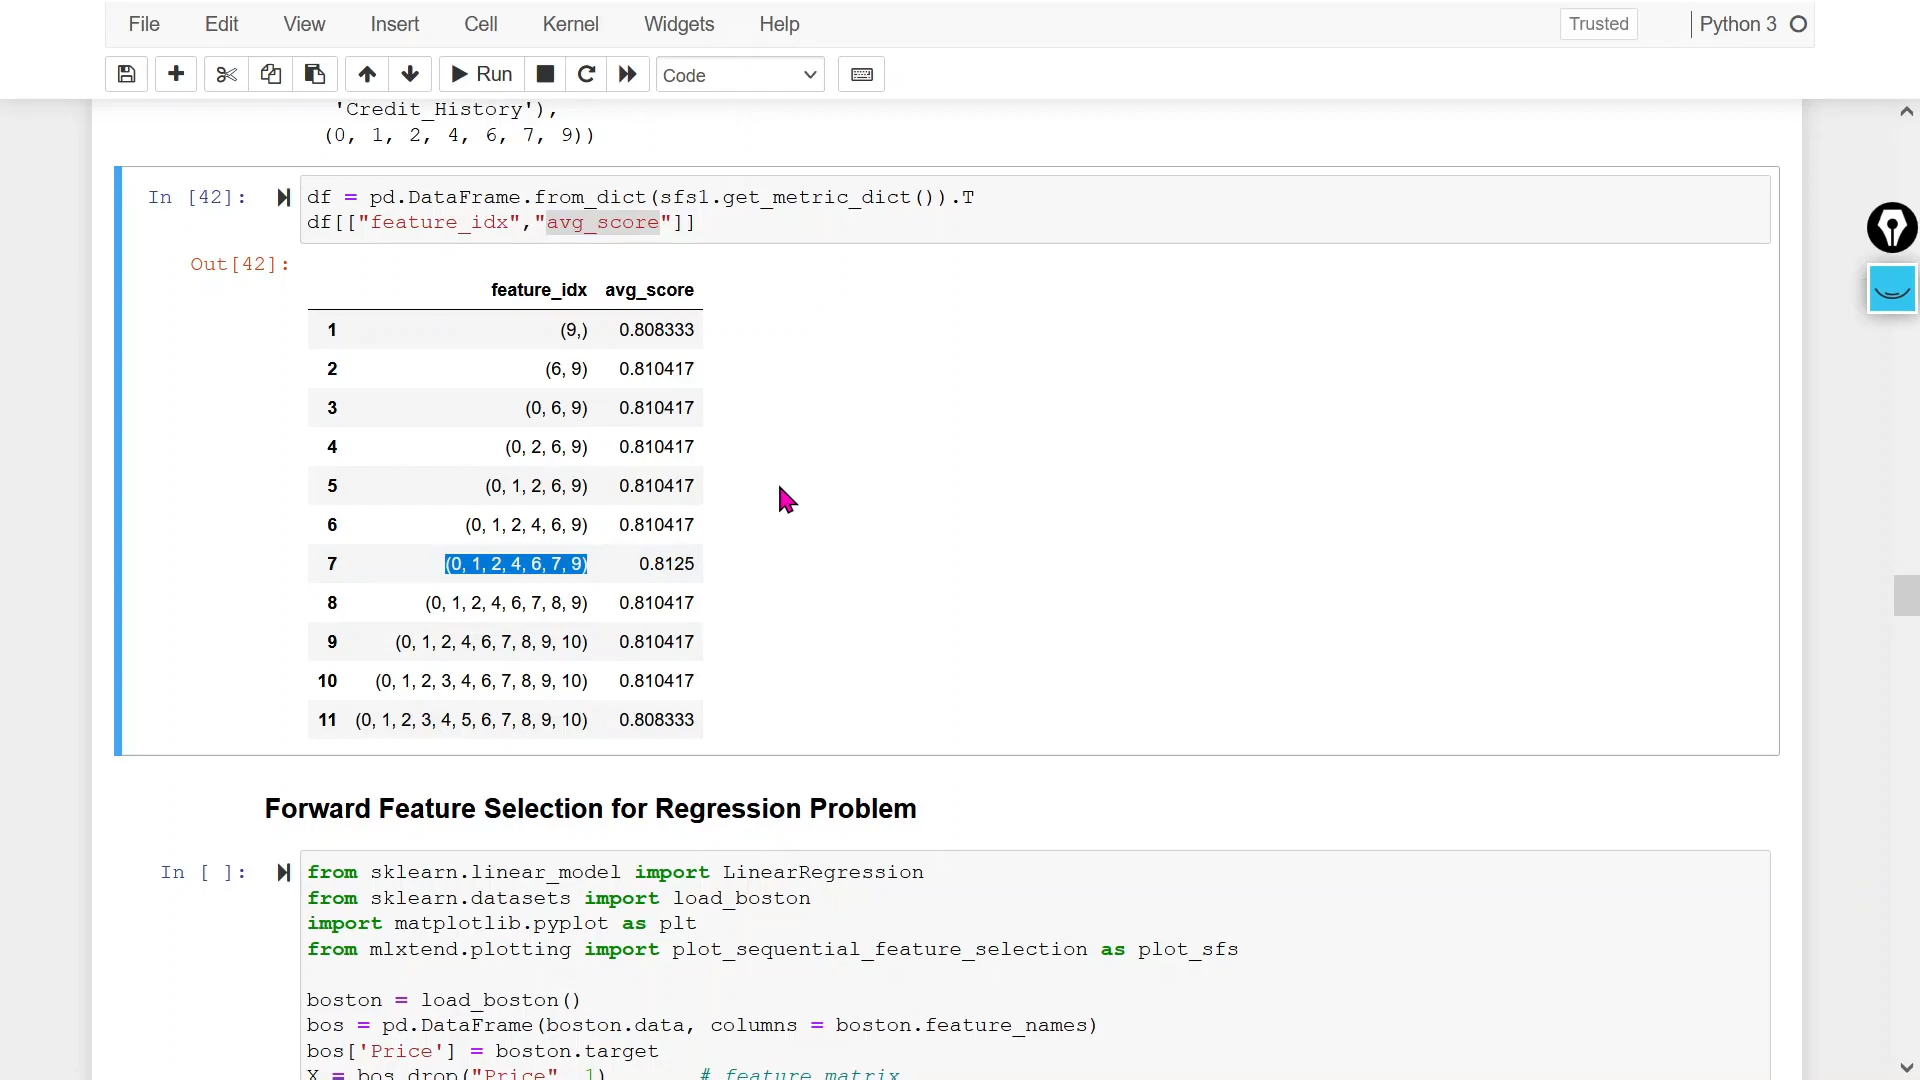 File Edit View Insert Cell Kernel Widgets Help Trusted Python 3
Run Code
'Credit_History'),
(0, 1, 2, 4, 6, 7, 9))
In [42]: df = pd.DataFrame.from_dict(sfs1.get_metric_dict()).T
df[["feature_idx","avg_score"]]
Out[42]:
feature_idx avg_score
1 (9,) 0.808333
2 (6, 9) 0.810417
3 (0, 6, 9) 0.810417
4 (0, 2, 6, 9) 0.810417
5 (0, 1, 2, 6, 9) 0.810417
6 (0, 1, 2, 4, 6, 9) 0.810417
7 (0, 1, 2, 4, 6, 7, 9) 0.8125
8 (0, 1, 2, 4, 6, 7, 8, 9) 0.810417
9 (0, 1, 2, 4, 6, 7, 8, 9, 10) 0.810417
10 (0, 1, 2, 3, 4, 6, 7, 8, 9, 10) 0.810417
11 (0, 1, 2, 3, 4, 5, 6, 7, 8, 9, 10) 0.808333
Forward Feature Selection for Regression Problem
In [ ]: from sklearn.linear_model import LinearRegression
from sklearn.datasets import load_boston
import matplotlib.pyplot as plt
from mlxtend.plotting import plot_sequential_feature_selection as plot_sfs
boston = load_boston()
bos = pd.DataFrame(boston.data, columns = boston.feature_names)
bos['Price'] = boston.target
X = bos.drop("Price", 1) # feature matrix